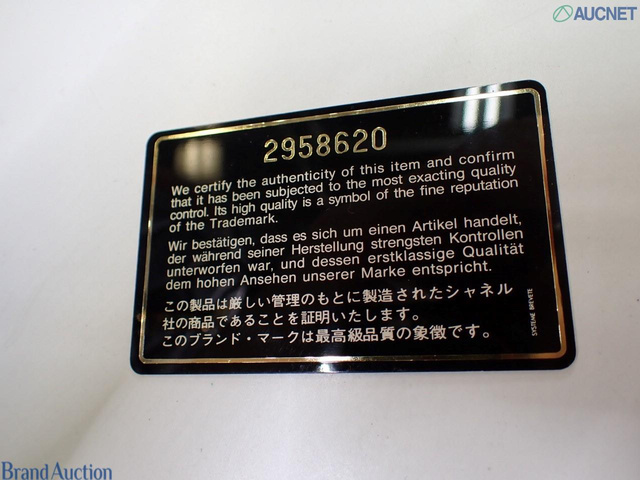 AUCNET
2958620
We certify the authenticity of this item and confirm
that it has been subjected to the most exacting quality
control. Its high quality is a symbol of the fine reputation
of the Trademark.
Wir bestätigen, dass es sich um einen Artikel handelt,
der während seiner Herstellung strengsten Kontrollen
unterworfen war, und dessen erstklassige Qualität
dem hohen Ansehen unserer Marke entspricht.
この製品は厳しい管理のもとに製造されたシャネル
社の商品であることを証明いたします。
このブランド・マークは最高級品質の象徴です。
SYSTEME BREVETE
Brand Auction